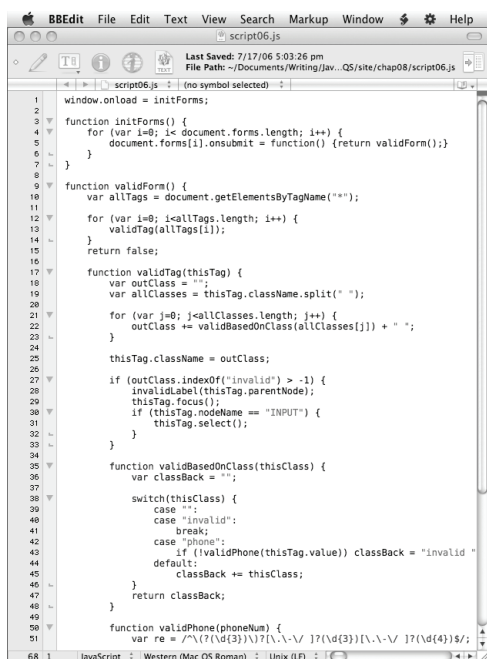 BBEdit File Edit Text View Search Markup Window Help
script06.js
Last Saved: 7/17/06 5:03:26 pm
File Path: ~/Documents/Writing/Jav...QS/site/chap08/script06.js
TEXT
script06.js (no symbol selected)
1 window.onload = initForms;
2
3 function initForms() {
4 for (var i=0; i< document.forms.length; i++) {
5 document.forms[i].onsubmit = function() {return validForm();}
6 }
7 }
8
9 function validForm() {
10 var allTags = document.getElementsByTagName("*");
11
12 for (var i=0; i<allTags.length; i++) {
13 validTag(allTags[i]);
14 }
15 return false;
16
17 function validTag(thisTag) {
18 var outClass = "";
19 var allClasses = thisTag.className.split(" ");
20
21 for (var j=0; j<allClasses.length; j++) {
22 outClass += validBasedOnClass(allClasses[j]) + " ";
23 }
24
25 thisTag.className = outClass;
26
27 if (outClass.indexOf("invalid") > -1) {
28 invalidLabel(thisTag.parentNode);
29 thisTag.focus();
30 if (thisTag.nodeName == "INPUT") {
31 thisTag.select();
32 }
33 }
34
35 function validBasedOnClass(thisClass) {
36 var classBack = "";
37
38 switch(thisClass) {
39 case "":
40 case "invalid":
41 break;
42 case "phone":
43 if (!validPhone(thisTag.value)) classBack = "invalid "
44 default:
45 classBack += thisClass;
46 }
47 return classBack;
48 }
49
50 function validPhone(phoneNum) {
51 var re = /^\(?(\d{3})\)?[\.\-\/ ]?(\d{3})[\.\-\/ ]?(\d{4})$/;
68 1 JavaScript Western (Mac OS Roman) Unix (LF)